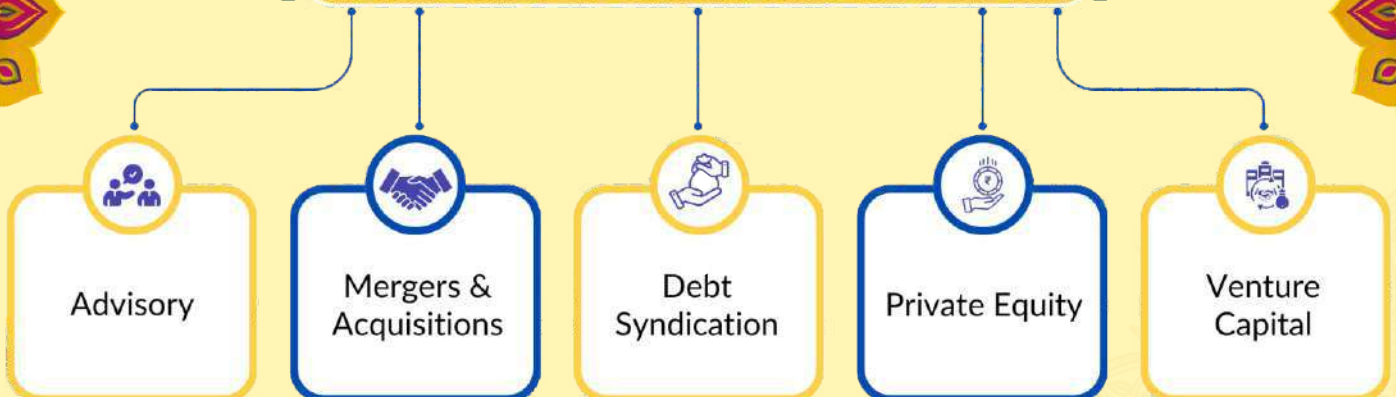 Advisory
Mergers &
Acquisitions
Debt
Syndication
Private Equity
Venture
Capital